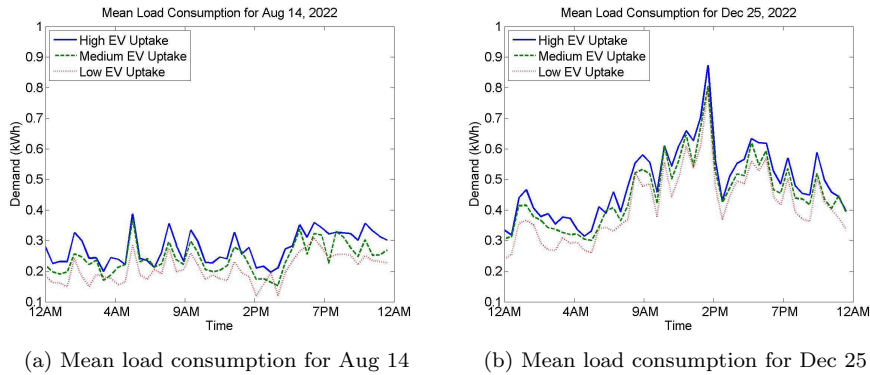 Mean Load Consumption for Aug 14, 2022
1
0.9
0.8
0.7
0.6
0.5
0.4
0.3
0.2
0.1
Demand (kWh)
High EV Uptake
Medium EV Uptake
Low EV Uptake
12AM 4AM 9AM 2PM 7PM 12AM
Time
(a) Mean load consumption for Aug 14
Mean Load Consumption for Dec 25, 2022
1
0.9
0.8
0.7
0.6
0.5
0.4
0.3
0.2
0.1
Demand (kWh)
High EV Uptake
Medium EV Uptake
Low EV Uptake
12AM 4AM 9AM 2PM 7PM 12AM
Time
(b) Mean load consumption for Dec 25